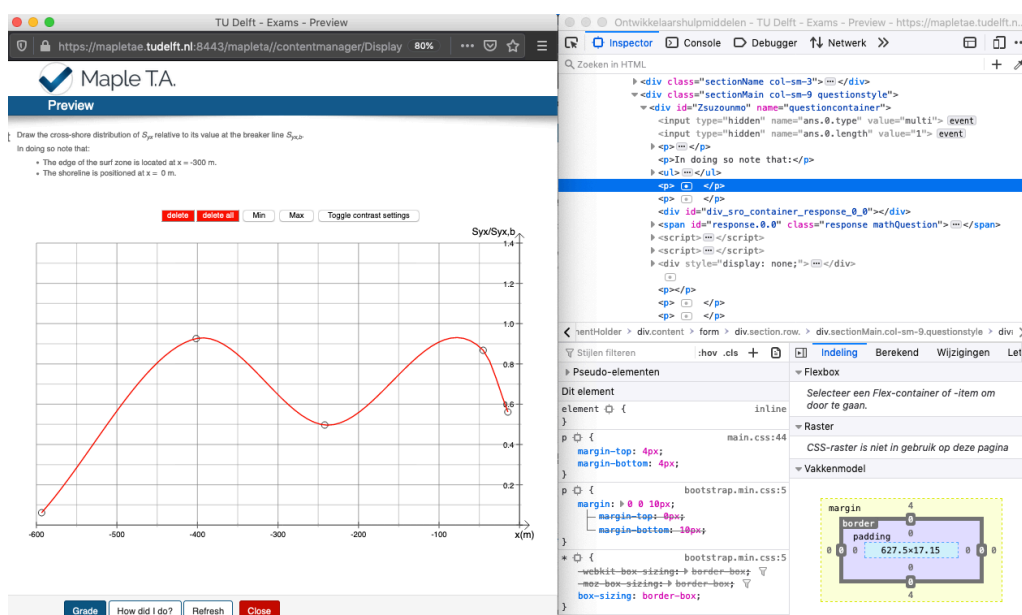 TU Delft - Exams - Preview
https://mapletae.tudelft.nl:8443/mapleta//contentmanager/Display 80%
Maple T.A.
Preview
Draw the cross-shore distribution of Syx relative to its value at the breaker line Syx,b.
In doing so note that:
The edge of the surf zone is located at x = -300 m.
The shoreline is positioned at x = 0 m.
delete delete all Min Max Toggle contrast settings
Syx/Syx,b
1.4
1.2
1.0
0.8
0.6
0.4
0.2
-600 -500 -400 -300 -200 -100 x(m)
Grade How did I do? Refresh Close
Ontwikkelaarshulpmiddelen - TU Delft - Exams - Preview - https://mapletae.tudelft.n...
Inspector Console Debugger Netwerk
Zoeken in HTML
<div class="sectionName col-sm-3"> </div>
<div class="sectionMain col-sm-9 questionstyle">
<div id="Zsuzounmo" name="questioncontainer">
<input type="hidden" name="ans.0.type" value="multi"> event
<input type="hidden" name="ans.0.length" value="1"> event
<p> </p>
<p>In doing so note that:</p>
<ul> </ul>
<p> </p>
<p> </p>
<div id="div_sro_container_response_0_0"></div>
<span id="response.0.0" class="response mathQuestion"> </span>
<script> </script>
<script> </script>
<div style="display: none;"> </div>
<p></p>
<p> </p>
<p> </p>
nentHolder > div.content > form > div.section.row. > div.sectionMain.col-sm-9.questionstyle > div
Stijlen filteren :hov .cls +
Pseudo-elementen
Dit element
element { inline
}
p { main.css:44
margin-top: 4px;
margin-bottom: 4px;
}
p { bootstrap.min.css:5
margin: 0 0 10px;
margin-top: 0px;
margin-bottom: 10px;
}
* { bootstrap.min.css:5
-webkit-box-sizing: border-box;
-moz-box-sizing: border-box;
box-sizing: border-box;
}
Indeling Berekend Wijzigingen Let
Flexbox
Selecteer een Flex-container of -item om
door te gaan.
Raster
CSS-raster is niet in gebruik op deze pagina
Vakkenmodel
margin 4
border 0
padding 0
0 0 0 627.5×17.15 0 0 0
0
0
4